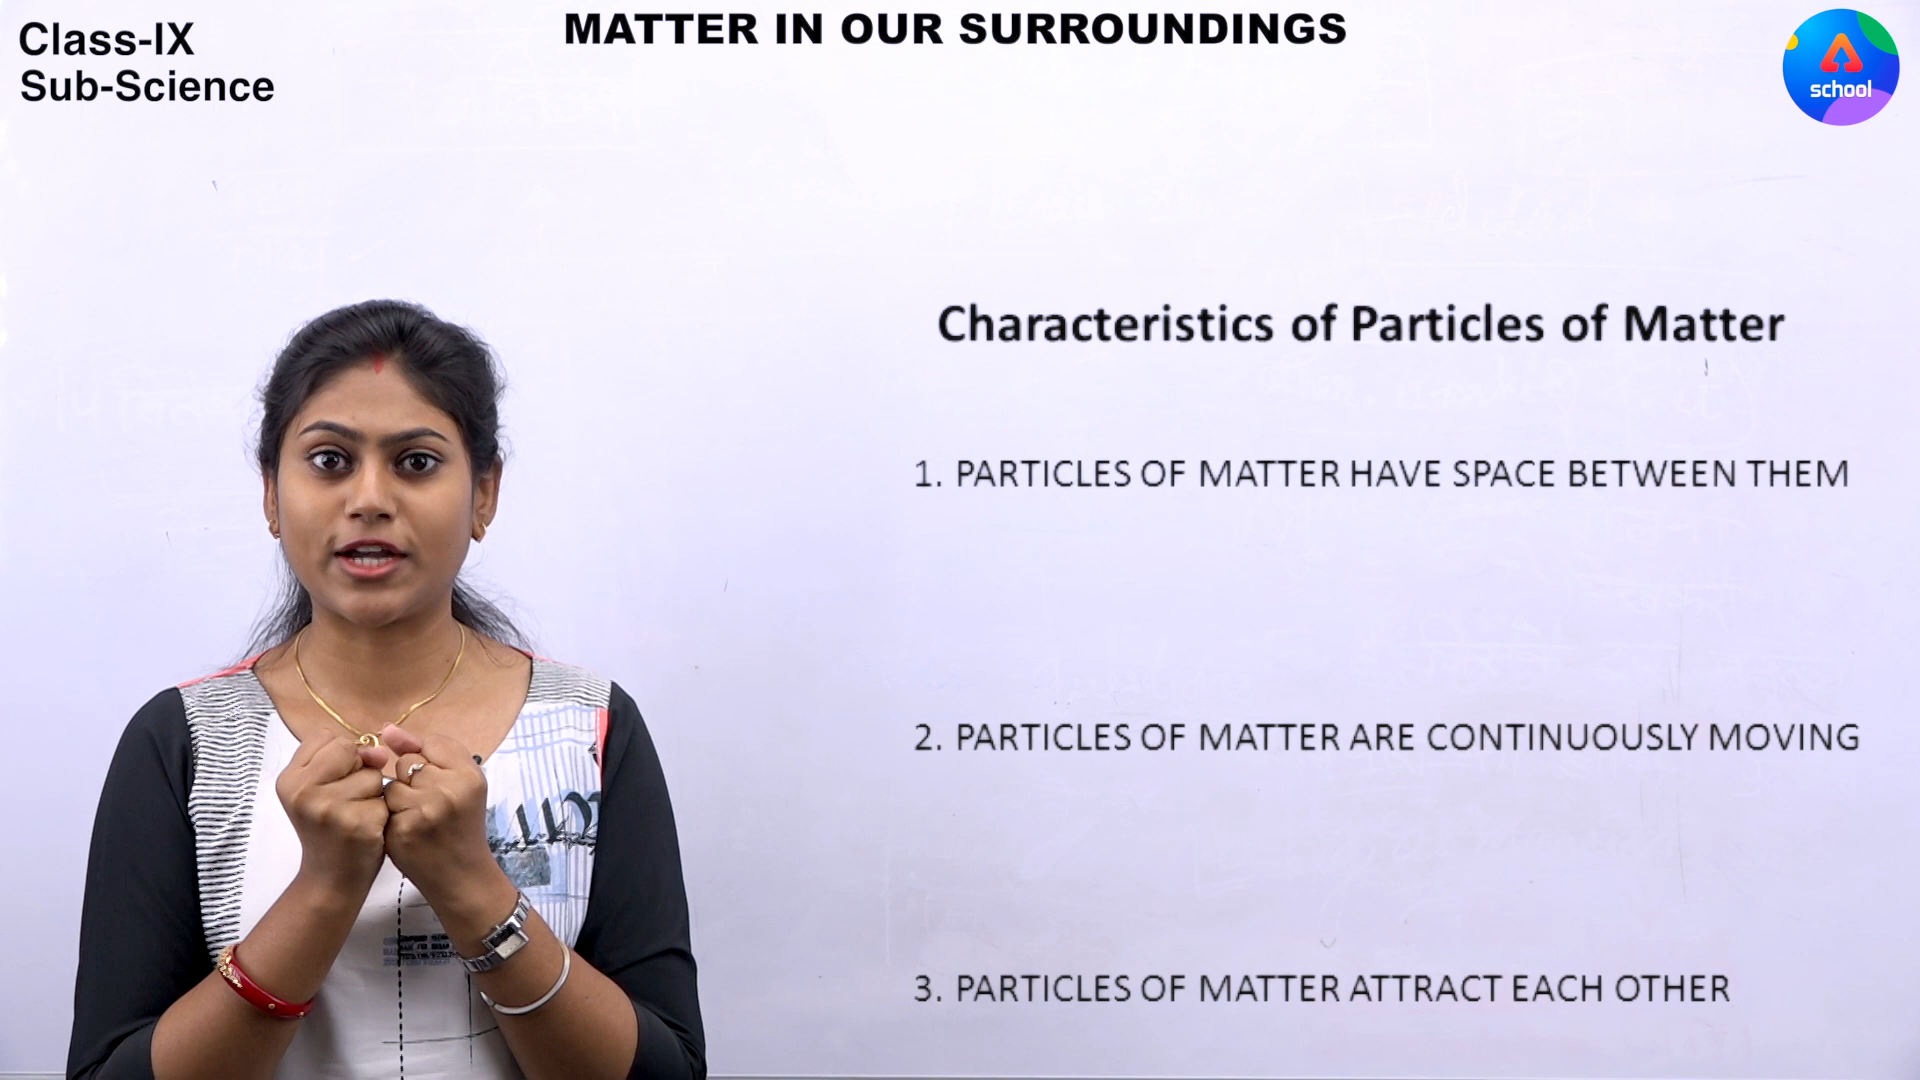 Class-IX
Sub-Science
MATTER IN OUR SURROUNDINGS
A
school
Characteristics of Particles of Matter
1. PARTICLES OF MATTER HAVE SPACE BETWEEN THEM
2. PARTICLES OF MATTER ARE CONTINUOUSLY MOVING
3. PARTICLES OF MATTER ATTRACT EACH OTHER